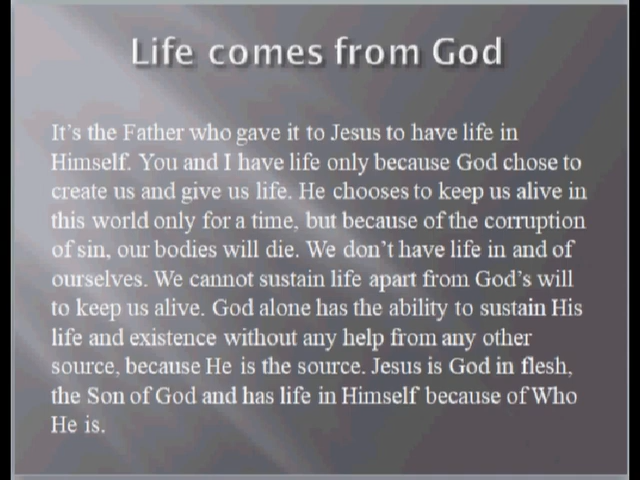 Life comes from God
It's the Father who gave it to Jesus to have life in
Himself. You and I have life only because God chose to
create us and give us life. He chooses to keep us alive in
this world only for a time, but because of the corruption
of sin, our bodies will die. We don't have life in and of
ourselves. We cannot sustain life apart from God's will
to keep us alive. God alone has the ability to sustain His
life and existence without any help from any other
source, because He is the source. Jesus is God in flesh,
the Son of God and has life in Himself because of Who
He is.